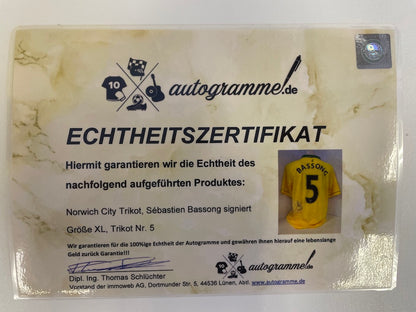 10
autogramme.de
ECHTHEITSZERTIFIKAT
Hiermit garantieren wir die Echtheit des
nachfolgend aufgeführten Produktes:
BASSONG
5
Norwich City Trikot, Sébastien Bassong signiert
Größe XL, Trikot Nr. 5
Wir garantieren für die 100%ige Echtheit der Autogramme und gewähren Ihnen hierauf eine lebenslange
Geld zurück Garantie!!!
Dipl. Ing. Thomas Schlüchter
Vorstand der immoweb AG, Dortmunder Str. 5, 44536 Lünen, Abtl. www.autogramme.de
10
autogramme.de